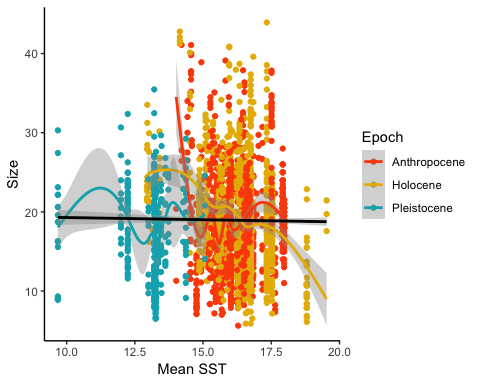 Size
40
30
20
10
10.0 12.5 15.0 17.5 20.0
Mean SST
Epoch
Anthropocene
Holocene
Pleistocene